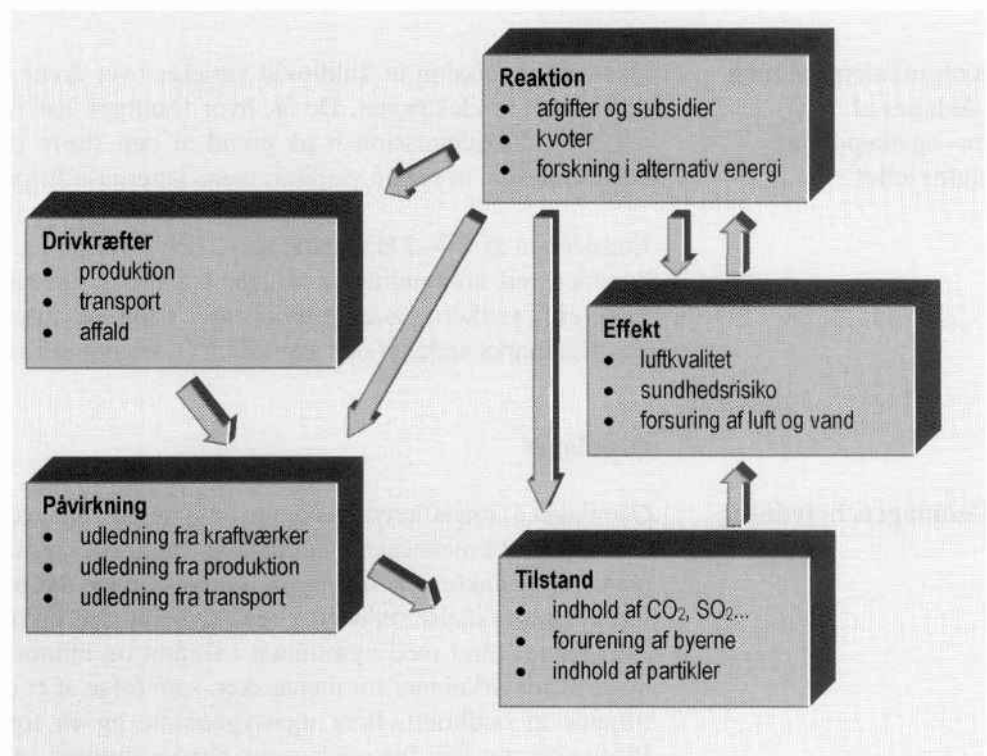 Reaktion
• afgifter og subsidier
• kvoter
• forskning i alternativ energi
Drivkræfter
• produktion
• transport
• affald
Effekt
• luftkvalitet
• sundhedsrisiko
• forsuring af luft og vand
Påvirkning
• udledning fra kraftværker
• udledning fra produktion
• udledning fra transport
Tilstand
• indhold af CO₂, SO₂...
• forurening af byerne
• indhold af partikler